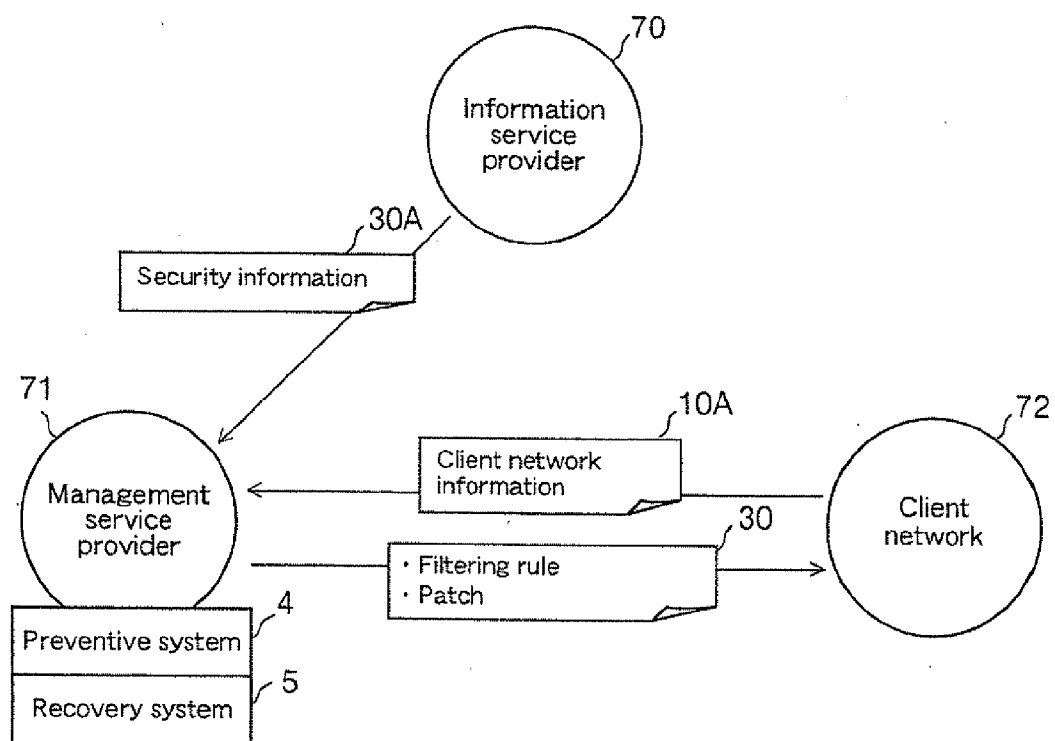 70
Information
service
provider
30A
Security information
71
Management
service
provider
10A
Client network
information
72
Client
network
30
・Filtering rule
・Patch
4
Preventive system
5
Recovery system